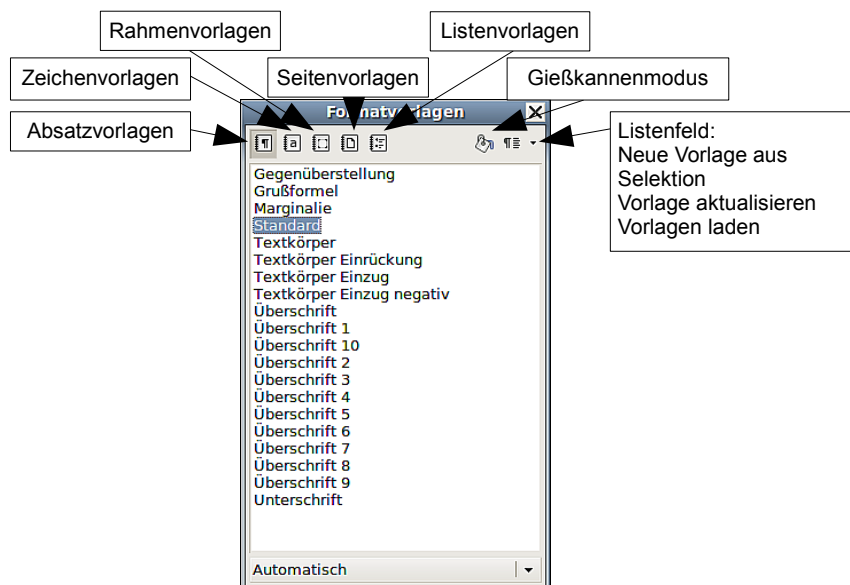 Rahmenvorlagen
Listenvorlagen
Zeichenvorlagen
Seitenvorlagen
Gießkannenmodus
Absatzvorlagen
Formatvorlagen
Listenfeld:
Neue Vorlage aus
Selektion
Vorlage aktualisieren
Vorlagen laden
a
Gegenüberstellung
Grußformel
Marginalie
Standard
Textkörper
Textkörper Einrückung
Textkörper Einzug
Textkörper Einzug negativ
Überschrift
Überschrift 1
Überschrift 10
Überschrift 2
Überschrift 3
Überschrift 4
Überschrift 5
Überschrift 6
Überschrift 7
Überschrift 8
Überschrift 9
Unterschrift
Automatisch